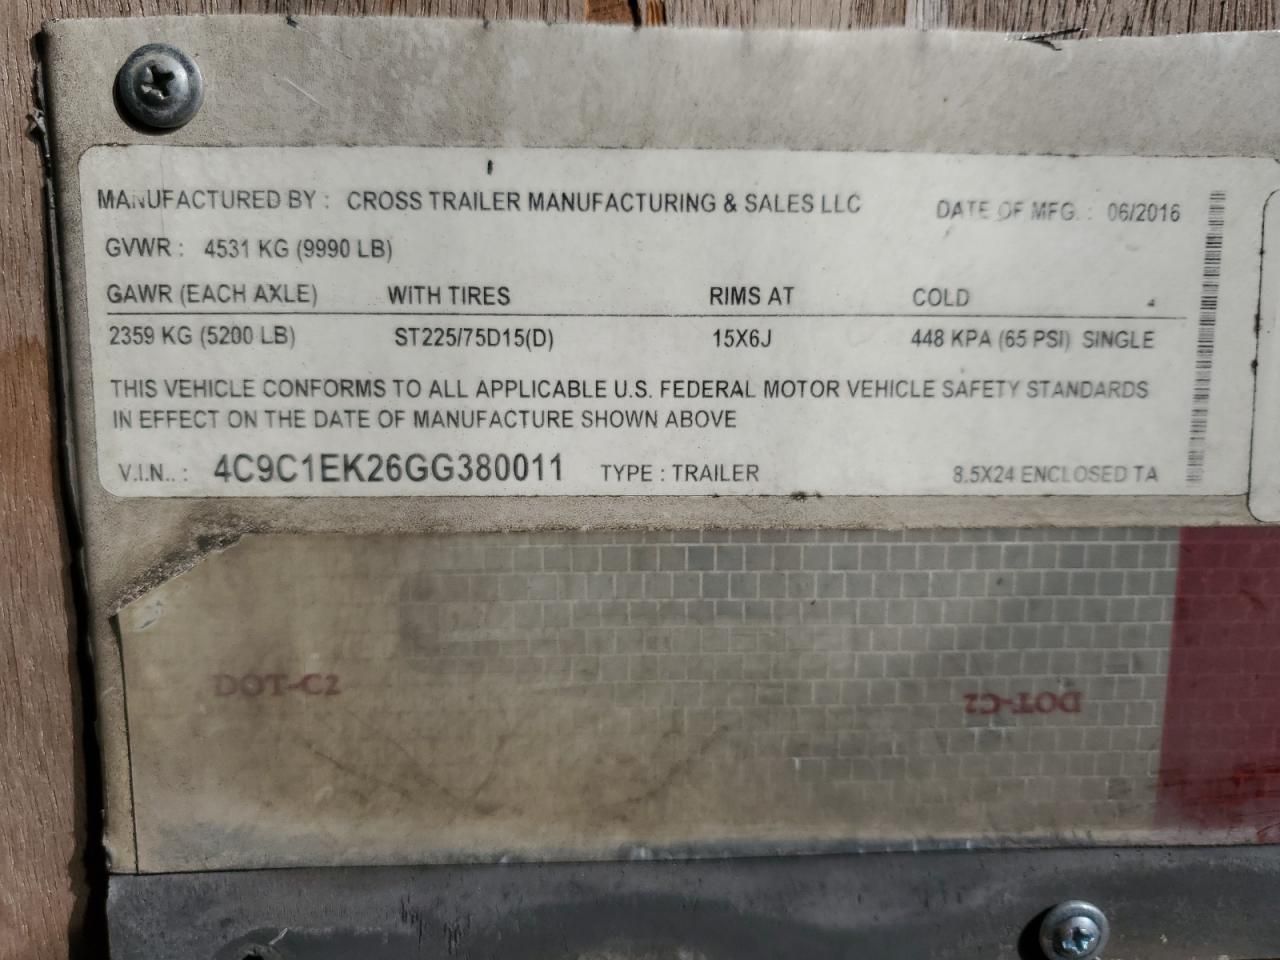 MANUFACTURED BY : CROSS TRAILER MANUFACTURING & SALES LLC DATE OF MFG. : 06/2016
GVWR : 4531 KG (9990 LB)
GAWR (EACH AXLE) WITH TIRES RIMS AT COLD
2359 KG (5200 LB) ST225/75D15(D) 15X6J 448 KPA (65 PSI) SINGLE
THIS VEHICLE CONFORMS TO ALL APPLICABLE U.S. FEDERAL MOTOR VEHICLE SAFETY STANDARDS
IN EFFECT ON THE DATE OF MANUFACTURE SHOWN ABOVE
V.I.N.. : 4C9C1EK26GG380011 TYPE : TRAILER 8.5X24 ENCLOSED TA
DOT-C2
DOT-C2